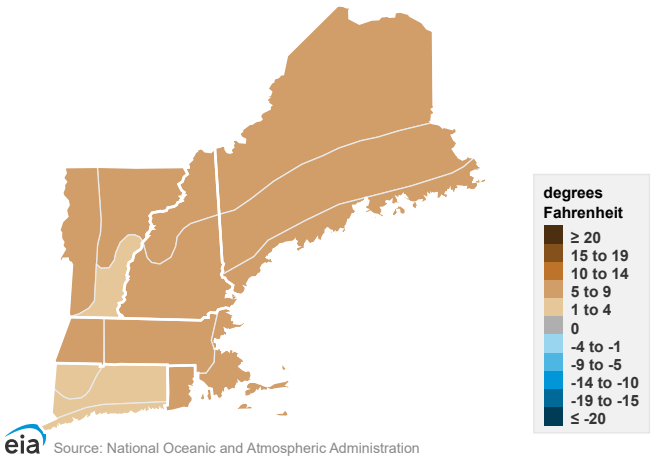 degrees
Fahrenheit
≥ 20
15 to 19
10 to 14
5 to 9
1 to 4
0
-4 to -1
-9 to -5
-14 to -10
-19 to -15
≤ -20
eia
Source: National Oceanic and Atmospheric Administration